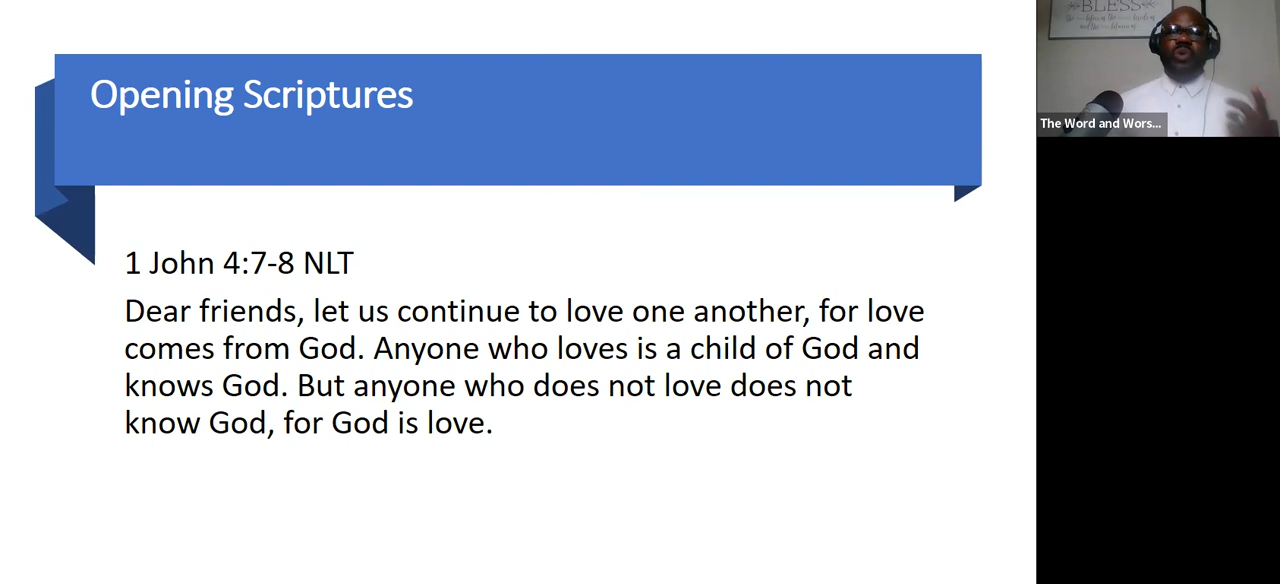 Opening Scriptures
1 John 4:7-8 NLT
Dear friends, let us continue to love one another, for love
comes from God. Anyone who loves is a child of God and
knows God. But anyone who does not love does not
know God, for God is love.
BLESS
The Word and Wors...